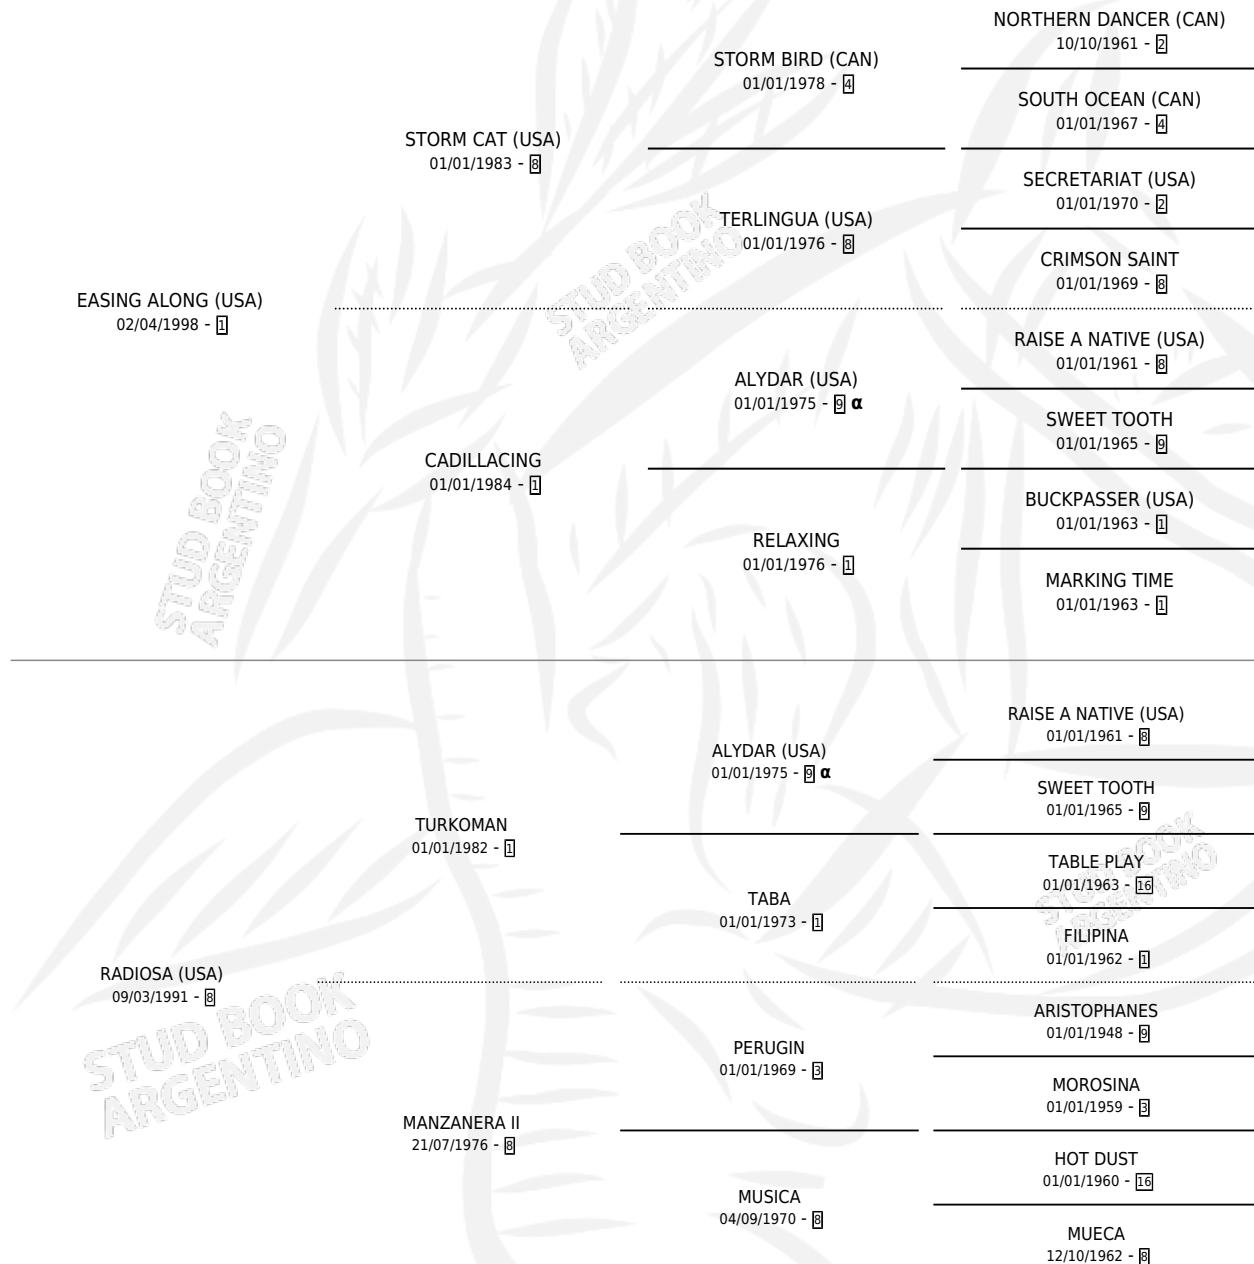 NORTHERN DANCER (CAN)
10/10/1961 - 2
STORM BIRD (CAN)
01/01/1978 - 4
SOUTH OCEAN (CAN)
01/01/1967 - 4
STORM CAT (USA)
01/01/1983 - 8
SECRETARIAT (USA)
01/01/1970 - 2
TERLINGUA (USA)
01/01/1976 - 8
CRIMSON SAINT
01/01/1969 - 8
EASING ALONG (USA)
02/04/1998 - 1
RAISE A NATIVE (USA)
01/01/1961 - 8
ALYDAR (USA)
01/01/1975 - 9 α
SWEET TOOTH
01/01/1965 - 9
CADILLACING
01/01/1984 - 1
BUCKPASSER (USA)
01/01/1963 - 1
RELAXING
01/01/1976 - 1
MARKING TIME
01/01/1963 - 1
RAISE A NATIVE (USA)
01/01/1961 - 8
ALYDAR (USA)
01/01/1975 - 9 α
SWEET TOOTH
01/01/1965 - 9
TURKOMAN
01/01/1982 - 1
TABLE PLAY
01/01/1963 - 16
TABA
01/01/1973 - 1
FILIPINA
01/01/1962 - 1
RADIOSA (USA)
09/03/1991 - 8
ARISTOPHANES
01/01/1948 - 9
PERUGIN
01/01/1969 - 3
MOROSINA
01/01/1959 - 3
MANZANERA II
21/07/1976 - 8
HOT DUST
01/01/1960 - 16
MUSICA
04/09/1970 - 8
MUECA
12/10/1962 - 8
STUD BOOK
ARGENTINO
STUD BOOK
ARGENTINO
STUD BOOK
ARGENTINO
STUD BOOK
ARGENTINO